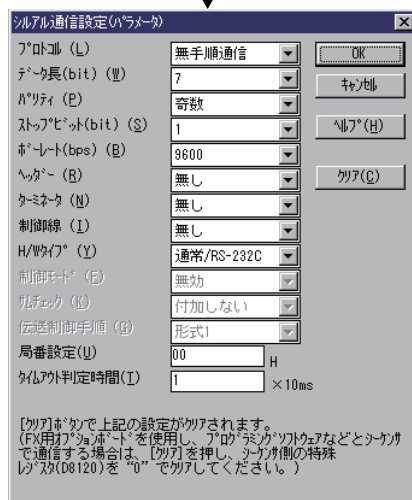 ｼﾘｱﾙ通信設定(ﾊﾟﾗﾒｰﾀ)
ﾌﾟﾛﾄｺﾙ (L) 無手順通信 OK
ﾃﾞｰﾀ長(bit) (W) 7 ｷｬﾝｾﾙ
ﾊﾟﾘﾃｨ (P) 奇数
ｽﾄｯﾌﾟﾋﾞｯﾄ(bit) (S) 1 ﾍﾙﾌﾟ(H)
ﾎﾞｰﾚｰﾄ(bps) (B) 9600
ﾍｯﾀﾞｰ (R) 無し ｸﾘｱ(C)
ﾀｰﾐﾈｰﾀ (N) 無し
制御線 (I) 無し
H/Wﾀｲﾌﾟ (Y) 通常/RS-232C
制御ﾓｰﾄﾞ (E) 無効
ｻﾑﾁｪｯｸ (K) 付加しない
伝送制御手順 (G) 形式1
局番設定(U) 00 H
ﾀｲﾑｱｳﾄ判定時間(T) 1 ×10ms
[ｸﾘｱ]ﾎﾞﾀﾝで上記の設定がｸﾘｱされます。
(FX用ｵﾌﾟｼｮﾝﾎﾞｰﾄﾞを使用し、ﾌﾟﾛｸﾞﾗﾐﾝｸﾞｿﾌﾄｳｪｱなどとｼｰｹﾝｻ
で通信する場合は、[ｸﾘｱ]を押し、ｼｰｹﾝｻ側の特殊
ﾚｼﾞｽﾀ(D8120)を “0” でｸﾘｱしてください。)